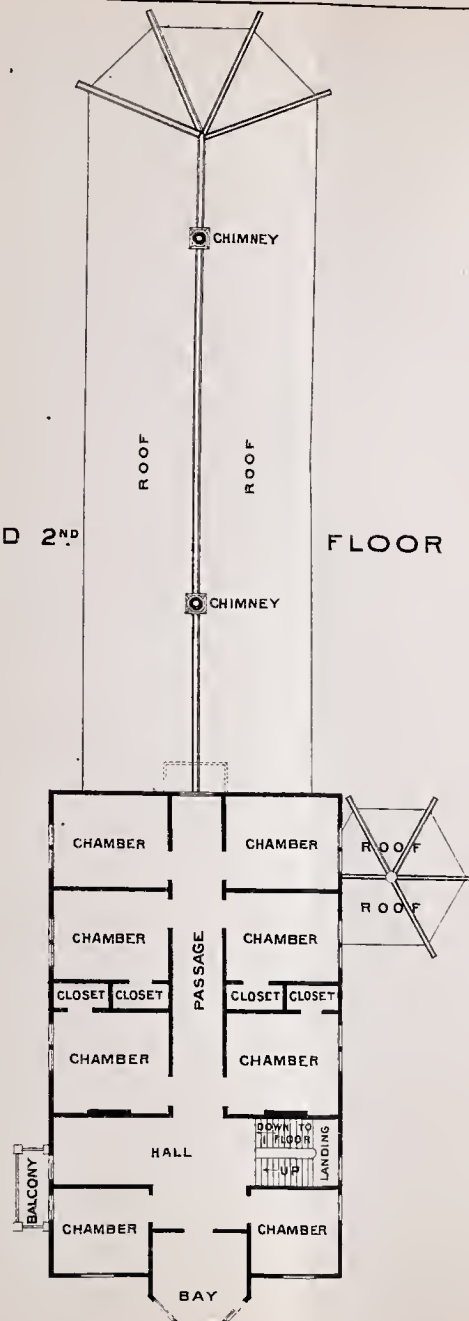 CHIMNEY
ROOF
ROOF
D 2ND
FLOOR
CHIMNEY
CHAMBER
CHAMBER
ROOF
ROOF
CHAMBER
CHAMBER
PASSAGE
CLOSET
CLOSET
CLOSET
CLOSET
CHAMBER
CHAMBER
DOWN TO
1 FLOOR
HALL
UP
LANDING
BALCONY
CHAMBER
CHAMBER
BAY